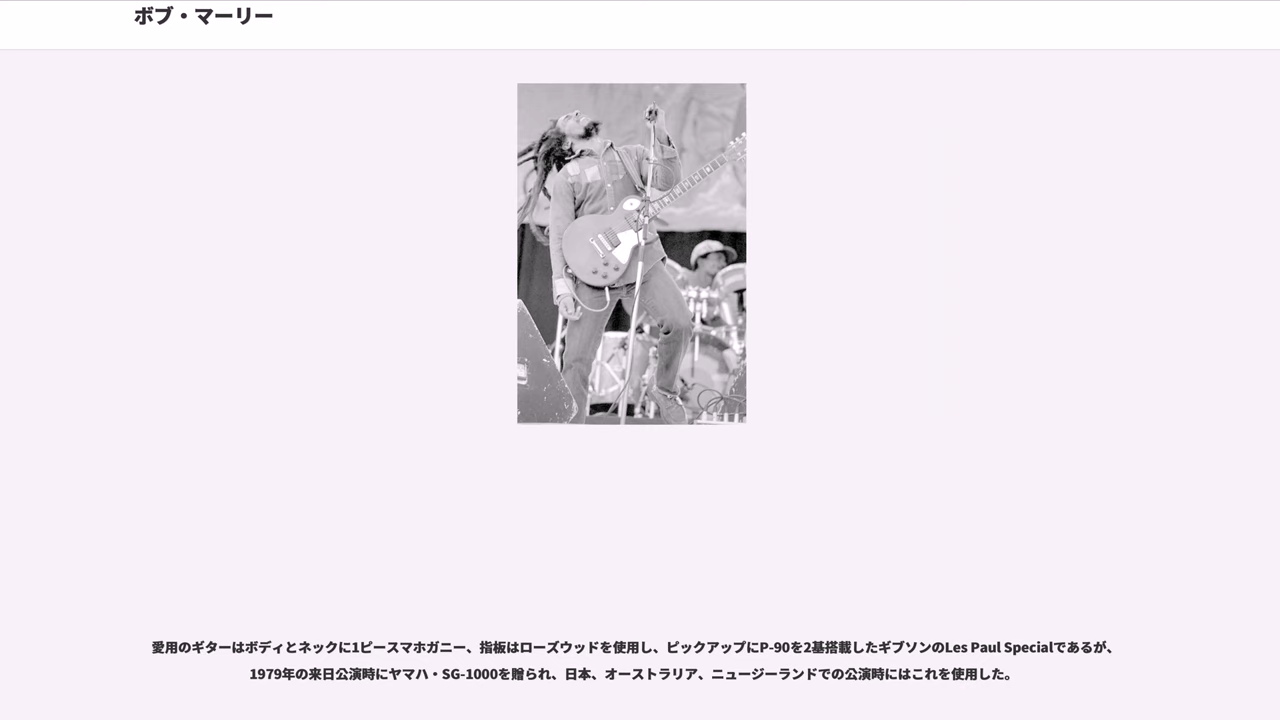 ボブ・マーリー
愛用のギターはボディとネックに1ピースマホガニー、指板はローズウッドを使用し、ピックアップにP-90を2基搭載したギブソンのLes Paul Specialであるが、
1979年の来日公演時にヤマハ・SG-1000を贈られ、日本、オーストラリア、ニュージーランドでの公演時にはこれを使用した。